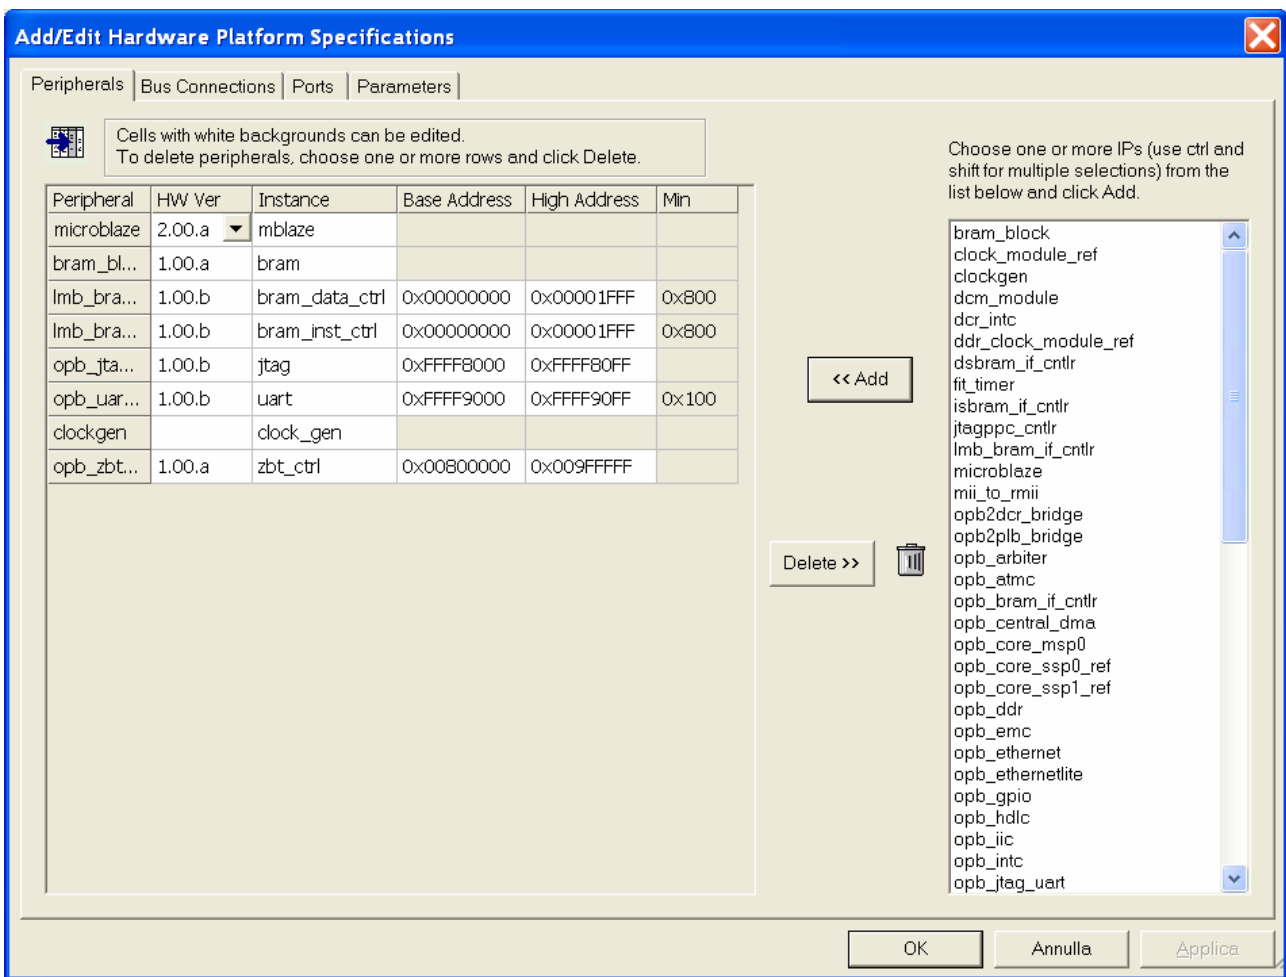 Add/Edit Hardware Platform Specifications
Peripherals Bus Connections Ports Parameters
Cells with white backgrounds can be edited.
To delete peripherals, choose one or more rows and click Delete.
Peripheral HW Ver Instance Base Address High Address Min
microblaze 2.00.a mblaze
bram_bl... 1.00.a bram
lmb_bra... 1.00.b bram_data_ctrl 0x00000000 0x00001FFF 0x800
lmb_bra... 1.00.b bram_inst_ctrl 0x00000000 0x00001FFF 0x800
opb_jta... 1.00.b jtag 0xFFFF8000 0xFFFF80FF
opb_uar... 1.00.b uart 0xFFFF9000 0xFFFF90FF 0x100
clockgen clock_gen
opb_zbt... 1.00.a zbt_ctrl 0x00800000 0x009FFFFF
<< Add
Delete >>
Choose one or more IPs (use ctrl and
shift for multiple selections) from the
list below and click Add.
bram_block
clock_module_ref
clockgen
dcm_module
dcr_intc
ddr_clock_module_ref
dsbram_if_cntlr
fit_timer
isbram_if_cntlr
jtagppc_cntlr
lmb_bram_if_cntlr
microblaze
mii_to_rmii
opb2dcr_bridge
opb2plb_bridge
opb_arbiter
opb_atmc
opb_bram_if_cntlr
opb_central_dma
opb_core_msp0
opb_core_ssp0_ref
opb_core_ssp1_ref
opb_ddr
opb_emc
opb_ethernet
opb_ethernetlite
opb_gpio
opb_hdlc
opb_iic
opb_intc
opb_jtag_uart
OK Annulla Applica